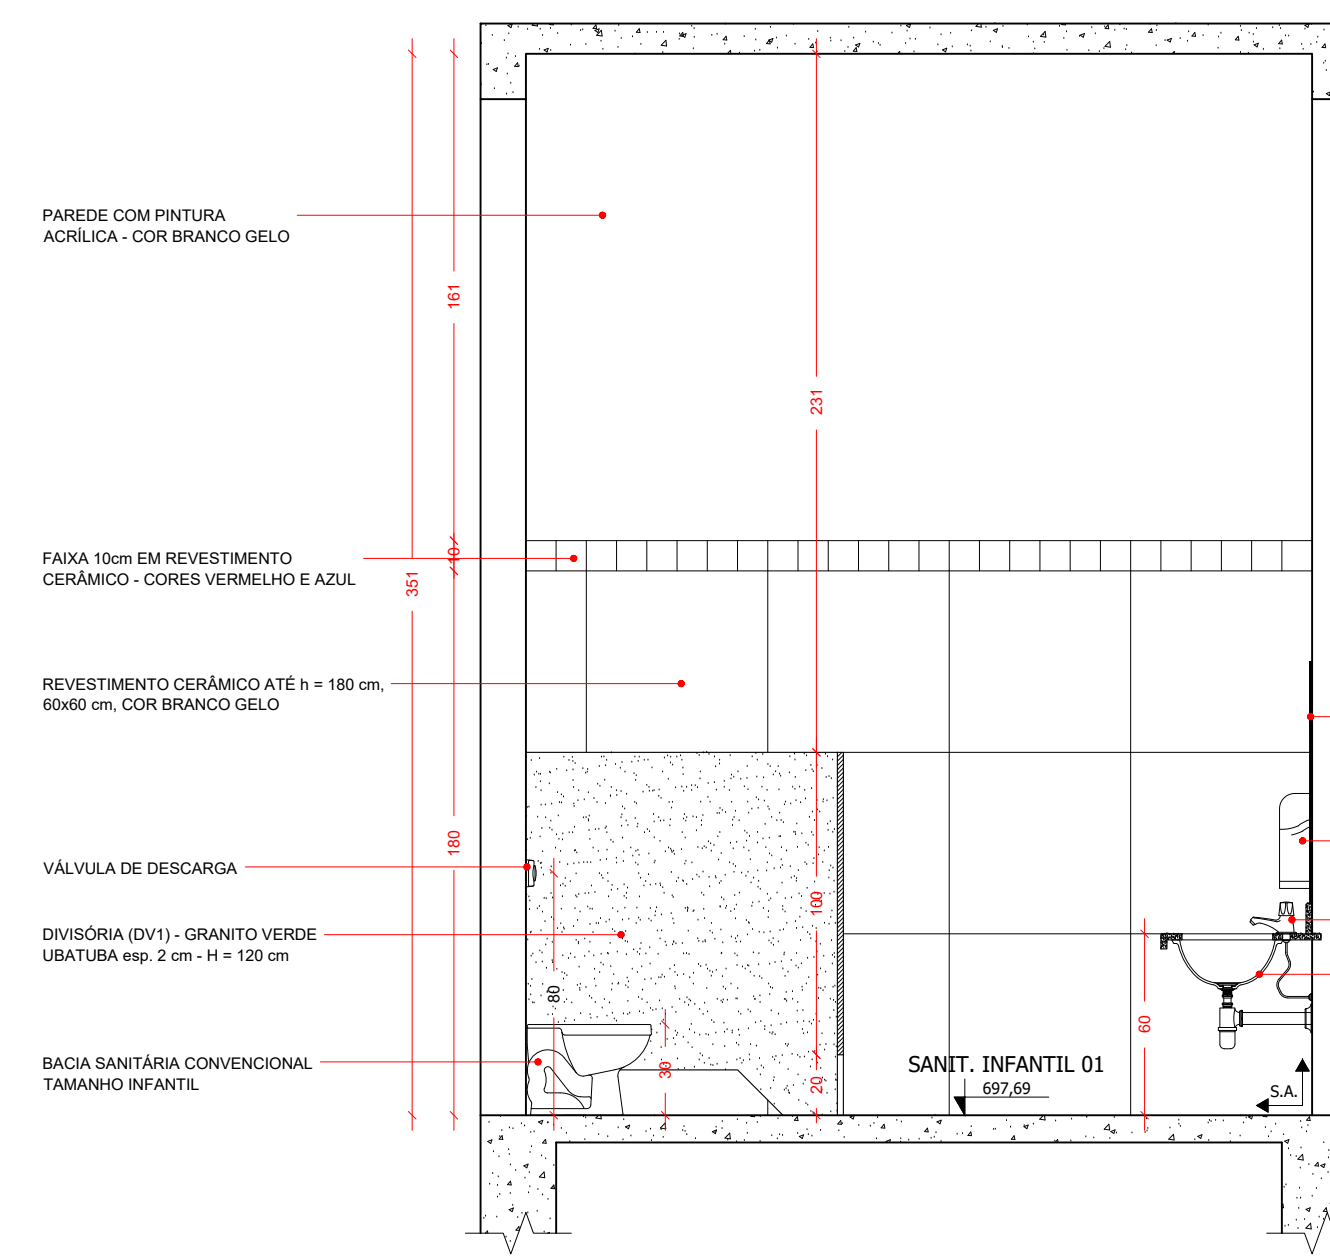 PAREDE COM PINTURA
ACRÍLICA - COR BRANCO GELO
161
231
FAIXA 10cm EM REVESTIMENTO
CERÂMICO - CORES VERMELHO E AZUL
10
351
REVESTIMENTO CERÂMICO ATÉ h = 180 cm,
60x60 cm, COR BRANCO GELO
180
VÁLVULA DE DESCARGA
100
DIVISÓRIA (DV1) - GRANITO VERDE
UBATUBA esp. 2 cm - H = 120 cm
80
60
BACIA SANITÁRIA CONVENCIONAL
TAMANHO INFANTIL
30
20
SANIT. INFANTIL 01
697,69
S.A.